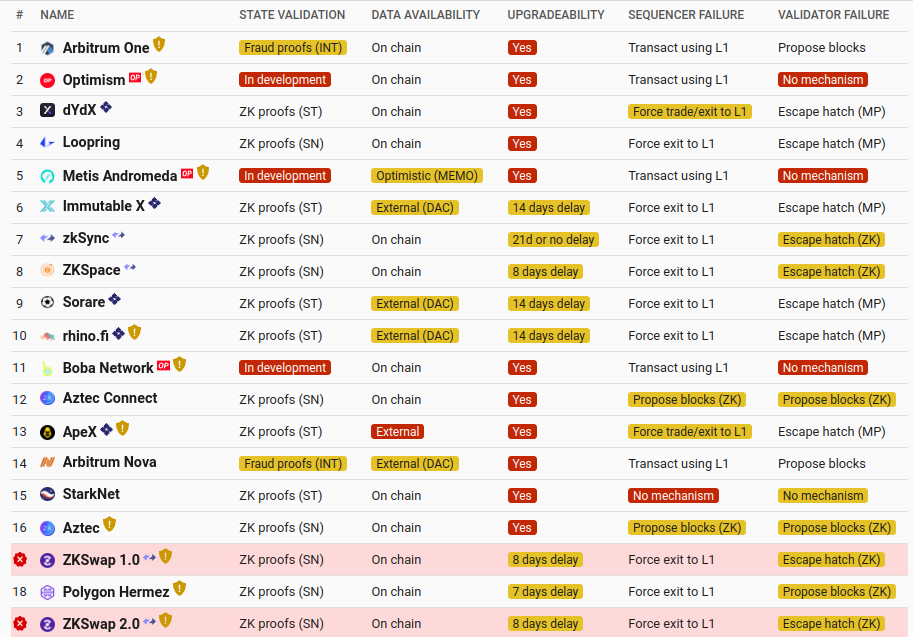 # NAME STATE VALIDATION DATA AVAILABILITY UPGRADEABILITY SEQUENCER FAILURE VALIDATOR FAILURE
1 Arbitrum One Fraud proofs (INT) On chain Yes Transact using L1 Propose blocks
2 Optimism OP In development On chain Yes Transact using L1 No mechanism
3 dYdX ZK proofs (ST) On chain Yes Force trade/exit to L1 Escape hatch (MP)
4 Loopring ZK proofs (SN) On chain Yes Force exit to L1 Escape hatch (MP)
5 Metis Andromeda OP In development Optimistic (MEMO) Yes Transact using L1 No mechanism
6 Immutable X ZK proofs (ST) External (DAC) 14 days delay Force exit to L1 Escape hatch (MP)
7 zkSync ZK proofs (SN) On chain 21d or no delay Force exit to L1 Escape hatch (ZK)
8 ZKSpace ZK proofs (SN) On chain 8 days delay Force exit to L1 Escape hatch (ZK)
9 Sorare ZK proofs (ST) External (DAC) 14 days delay Force exit to L1 Escape hatch (MP)
10 rhino.fi ZK proofs (ST) External (DAC) 14 days delay Force exit to L1 Escape hatch (MP)
11 Boba Network OP In development On chain Yes Transact using L1 No mechanism
12 Aztec Connect ZK proofs (SN) On chain Yes Propose blocks (ZK) Propose blocks (ZK)
13 ApeX ZK proofs (ST) External Yes Force trade/exit to L1 Escape hatch (MP)
14 Arbitrum Nova Fraud proofs (INT) External (DAC) Yes Transact using L1 Propose blocks
15 StarkNet ZK proofs (ST) On chain Yes No mechanism No mechanism
16 Aztec ZK proofs (SN) On chain Yes Propose blocks (ZK) Propose blocks (ZK)
ZKSwap 1.0 ZK proofs (SN) On chain 8 days delay Force exit to L1 Escape hatch (ZK)
18 Polygon Hermez ZK proofs (SN) On chain 7 days delay Force exit to L1 Propose blocks (ZK)
ZKSwap 2.0 ZK proofs (SN) On chain 8 days delay Force exit to L1 Escape hatch (ZK)